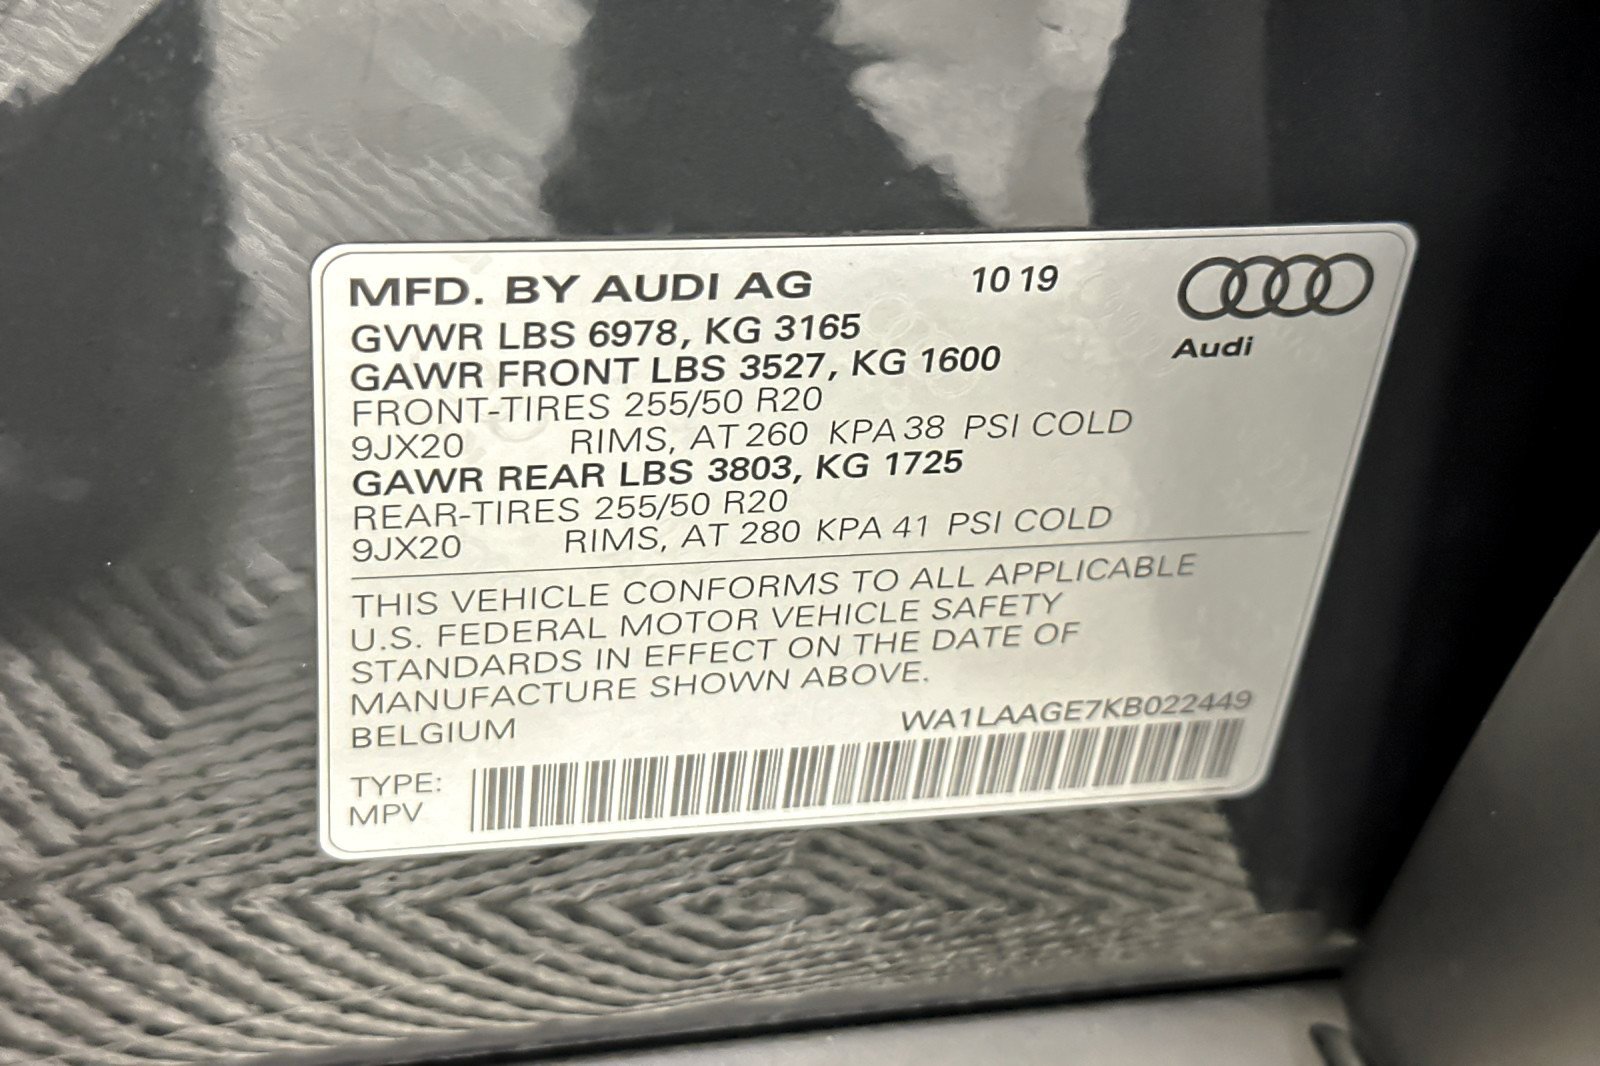 MFD. BY AUDI AG 10 19
GVWR LBS 6978, KG 3165
GAWR FRONT LBS 3527, KG 1600
Audi
FRONT-TIRES 255/50 R20
9JX20 RIMS, AT 260 KPA 38 PSI COLD
GAWR REAR LBS 3803, KG 1725
REAR-TIRES 255/50 R20
9JX20 RIMS, AT 280 KPA 41 PSI COLD
THIS VEHICLE CONFORMS TO ALL APPLICABLE
U.S. FEDERAL MOTOR VEHICLE SAFETY
STANDARDS IN EFFECT ON THE DATE OF
MANUFACTURE SHOWN ABOVE.
BELGIUM WA1LAAGE7KB022449
TYPE:
MPV